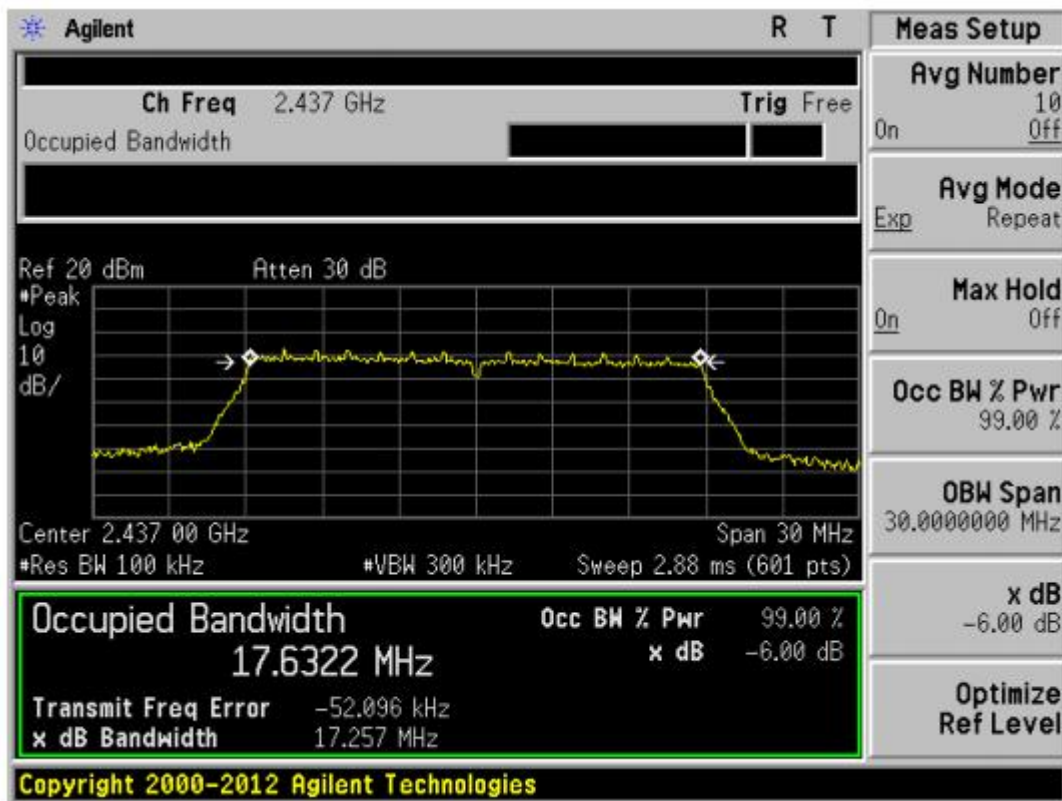 Agilent R T
Ch Freq 2.437 GHz Trig Free
Occupied Bandwidth
Ref 20 dBm Atten 30 dB
#Peak
Log
10
dB/
Center 2.437 00 GHz Span 30 MHz
#Res BW 100 kHz #VBW 300 kHz Sweep 2.88 ms (601 pts)
Occupied Bandwidth Occ BW % Pwr 99.00 %
17.6322 MHz x dB -6.00 dB
Transmit Freq Error -52.096 kHz
x dB Bandwidth 17.257 MHz
Copyright 2000-2012 Agilent Technologies
Meas Setup
Avg Number
10
On Off
Avg Mode
Exp Repeat
Max Hold
On Off
Occ BW % Pwr
99.00 %
OBW Span
30.0000000 MHz
x dB
-6.00 dB
Optimize
Ref Level